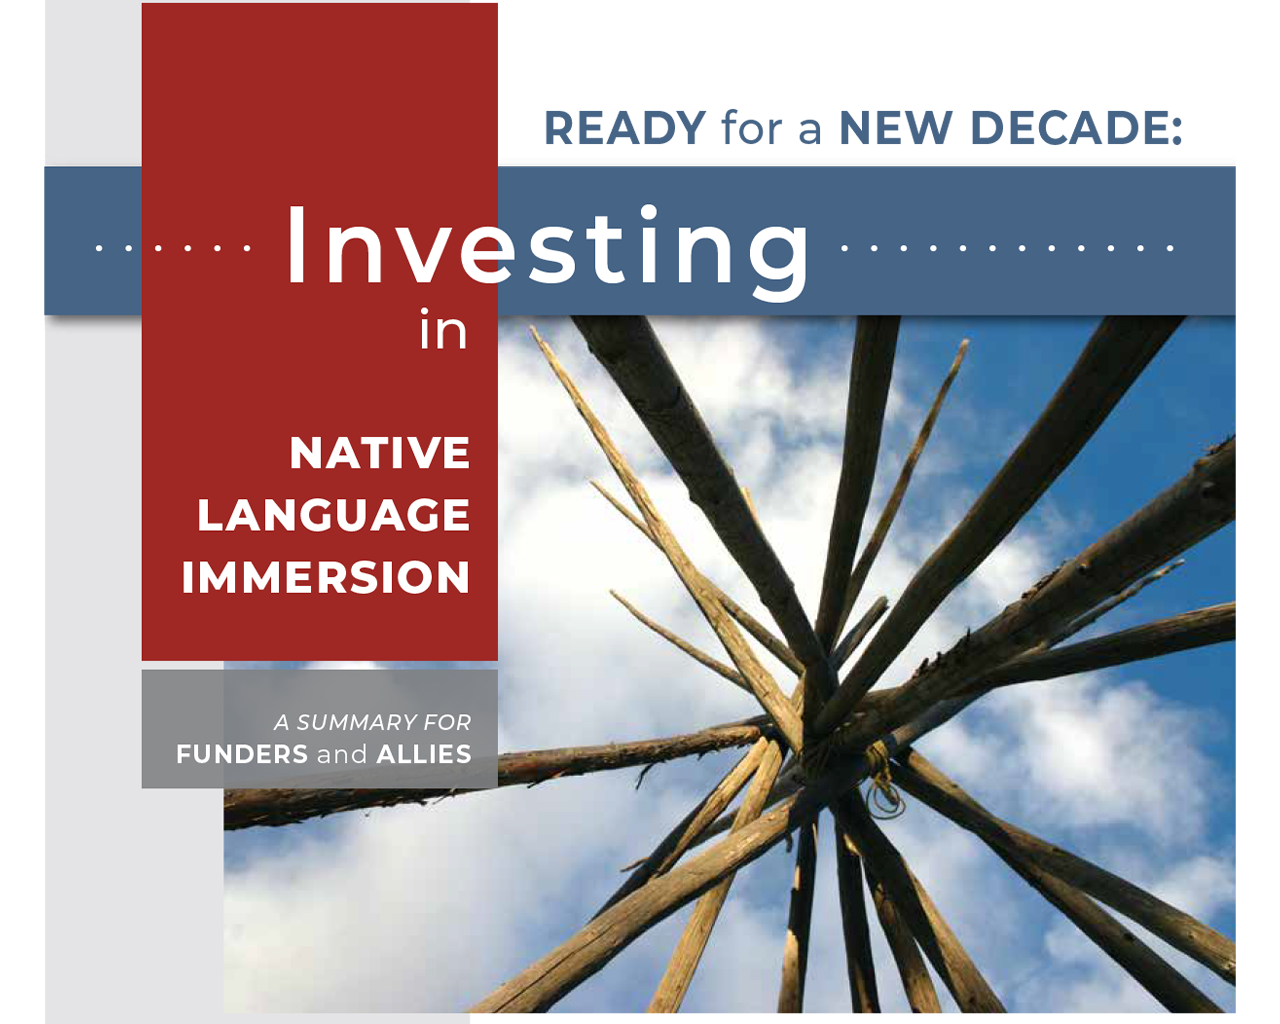 READY for a NEW DECADE:
Investing
in
NATIVE
LANGUAGE
IMMERSION
A SUMMARY FOR
FUNDERS and ALLIES